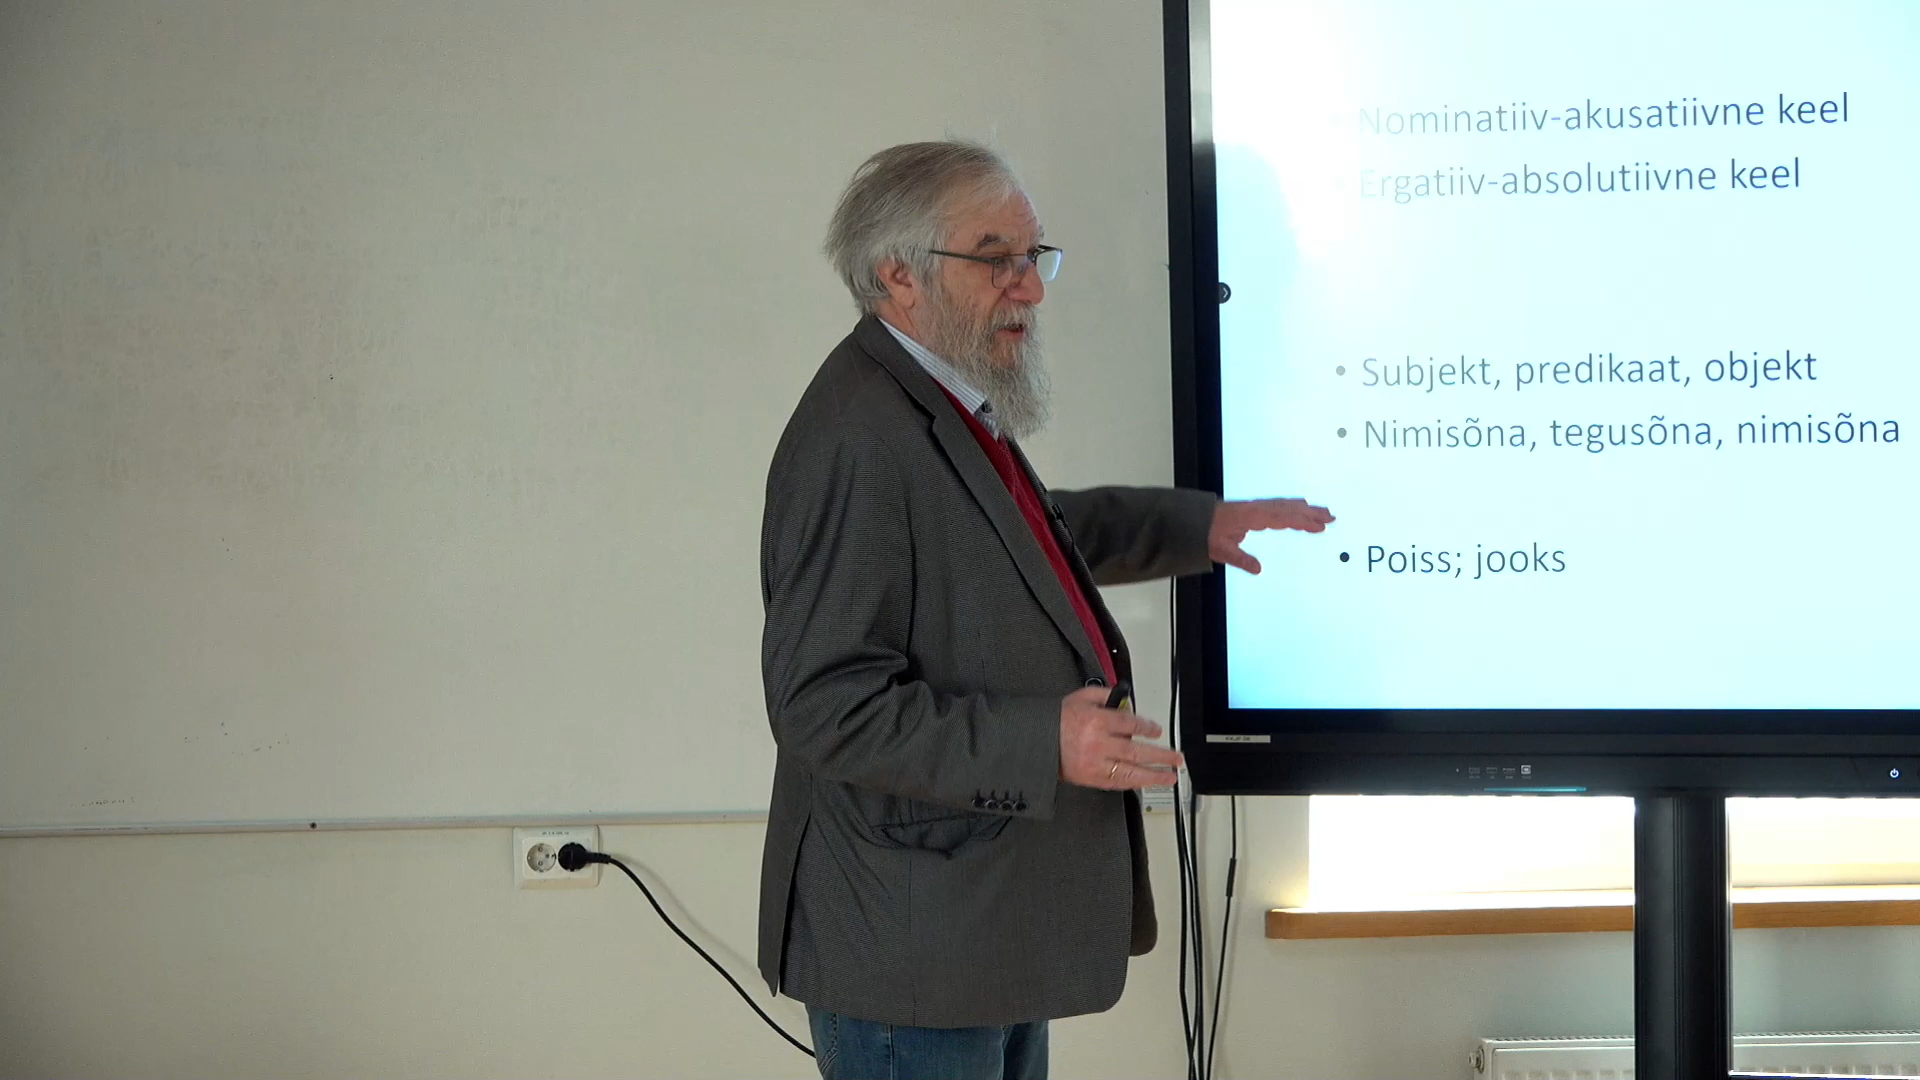 Nominatiiv-akusatiivne keel
Ergatiiv-absolutiivne keel
• Subjekt, predikaat, objekt
• Nimisõna, tegusõna, nimisõna
• Poiss; jooks